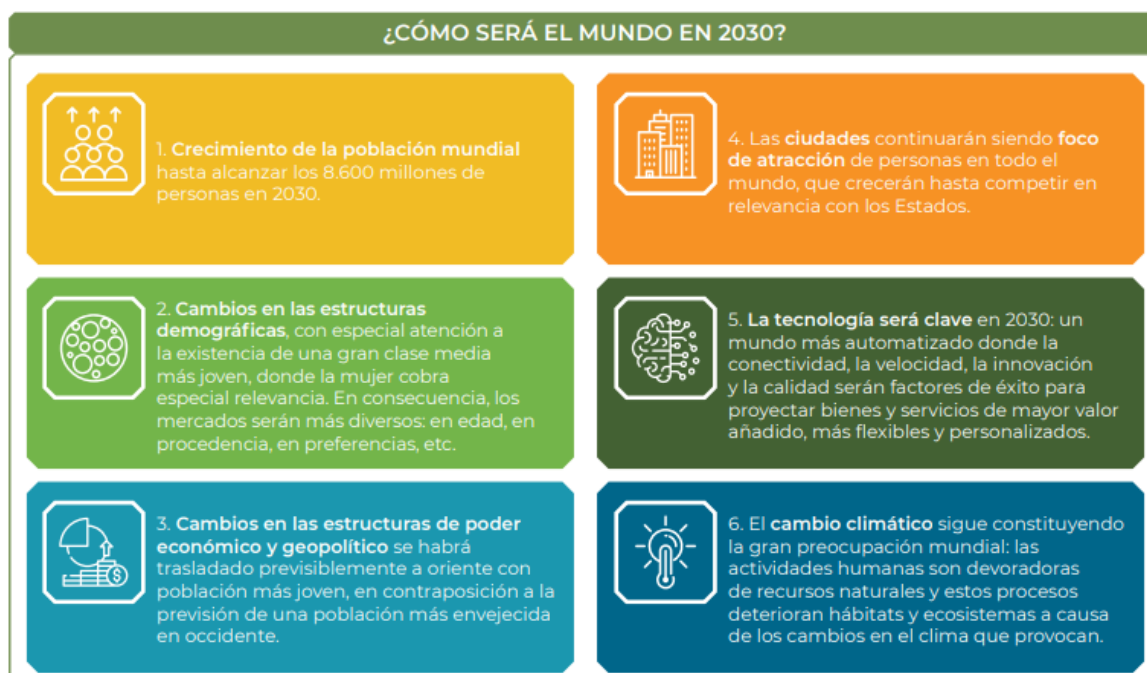 ¿CÓMO SERÁ EL MUNDO EN 2030?
1. Crecimiento de la población mundial
hasta alcanzar los 8.600 millones de
personas en 2030.
2. Cambios en las estructuras
demográficas, con especial atención a
la existencia de una gran clase media
más joven, donde la mujer cobra
especial relevancia. En consecuencia, los
mercados serán más diversos: en edad, en
procedencia, en preferencias, etc.
3. Cambios en las estructuras de poder
económico y geopolítico se habrá
trasladado previsiblemente a oriente con
población más joven, en contraposición a la
previsión de una población más envejecida
en occidente.
4. Las ciudades continuarán siendo foco
de atracción de personas en todo el
mundo, que crecerán hasta competir en
relevancia con los Estados.
5. La tecnología será clave en 2030: un
mundo más automatizado donde la
conectividad, la velocidad, la innovación
y la calidad serán factores de éxito para
proyectar bienes y servicios de mayor valor
añadido, más flexibles y personalizados.
6. El cambio climático sigue constituyendo
la gran preocupación mundial: las
actividades humanas son devoradoras
de recursos naturales y estos procesos
deterioran hábitats y ecosistemas a causa
de los cambios en el clima que provocan.